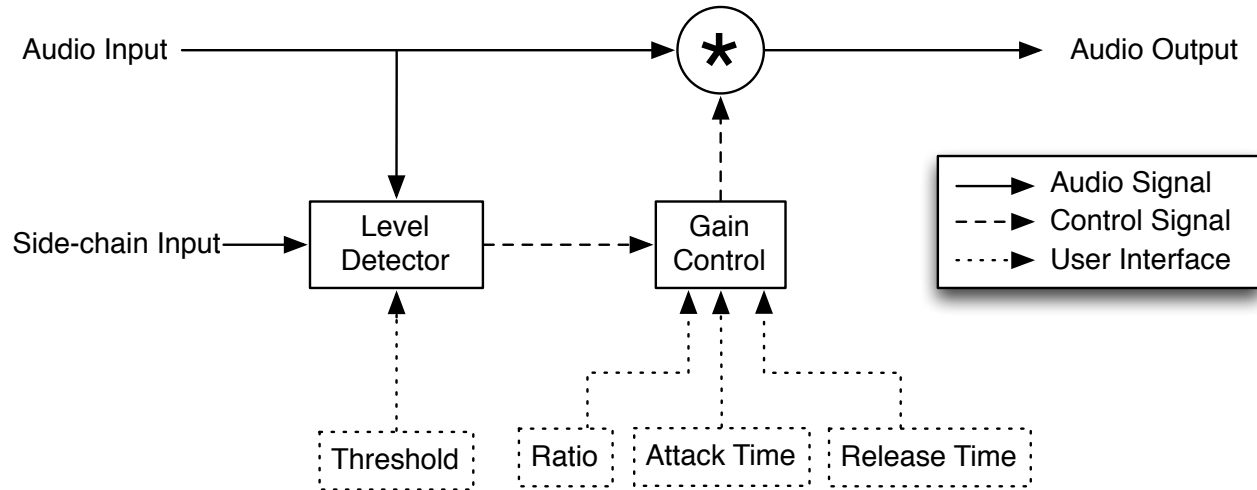 Audio Input
*
Audio Output
Audio Signal
Control Signal
User Interface
Side-chain Input
Level
Detector
Gain
Control
Threshold
Ratio
Attack Time
Release Time